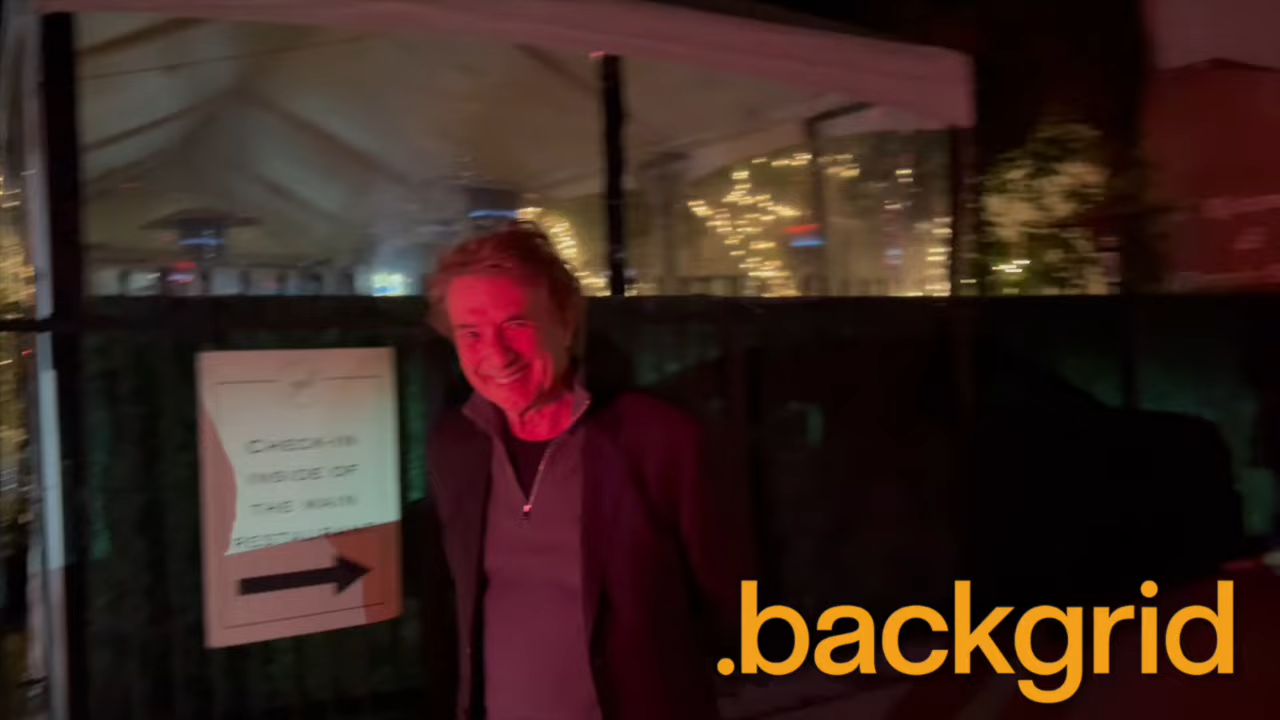 CHECK-IN
INSIDE OF
THE MAIN
RESTAURANT
.backgrid